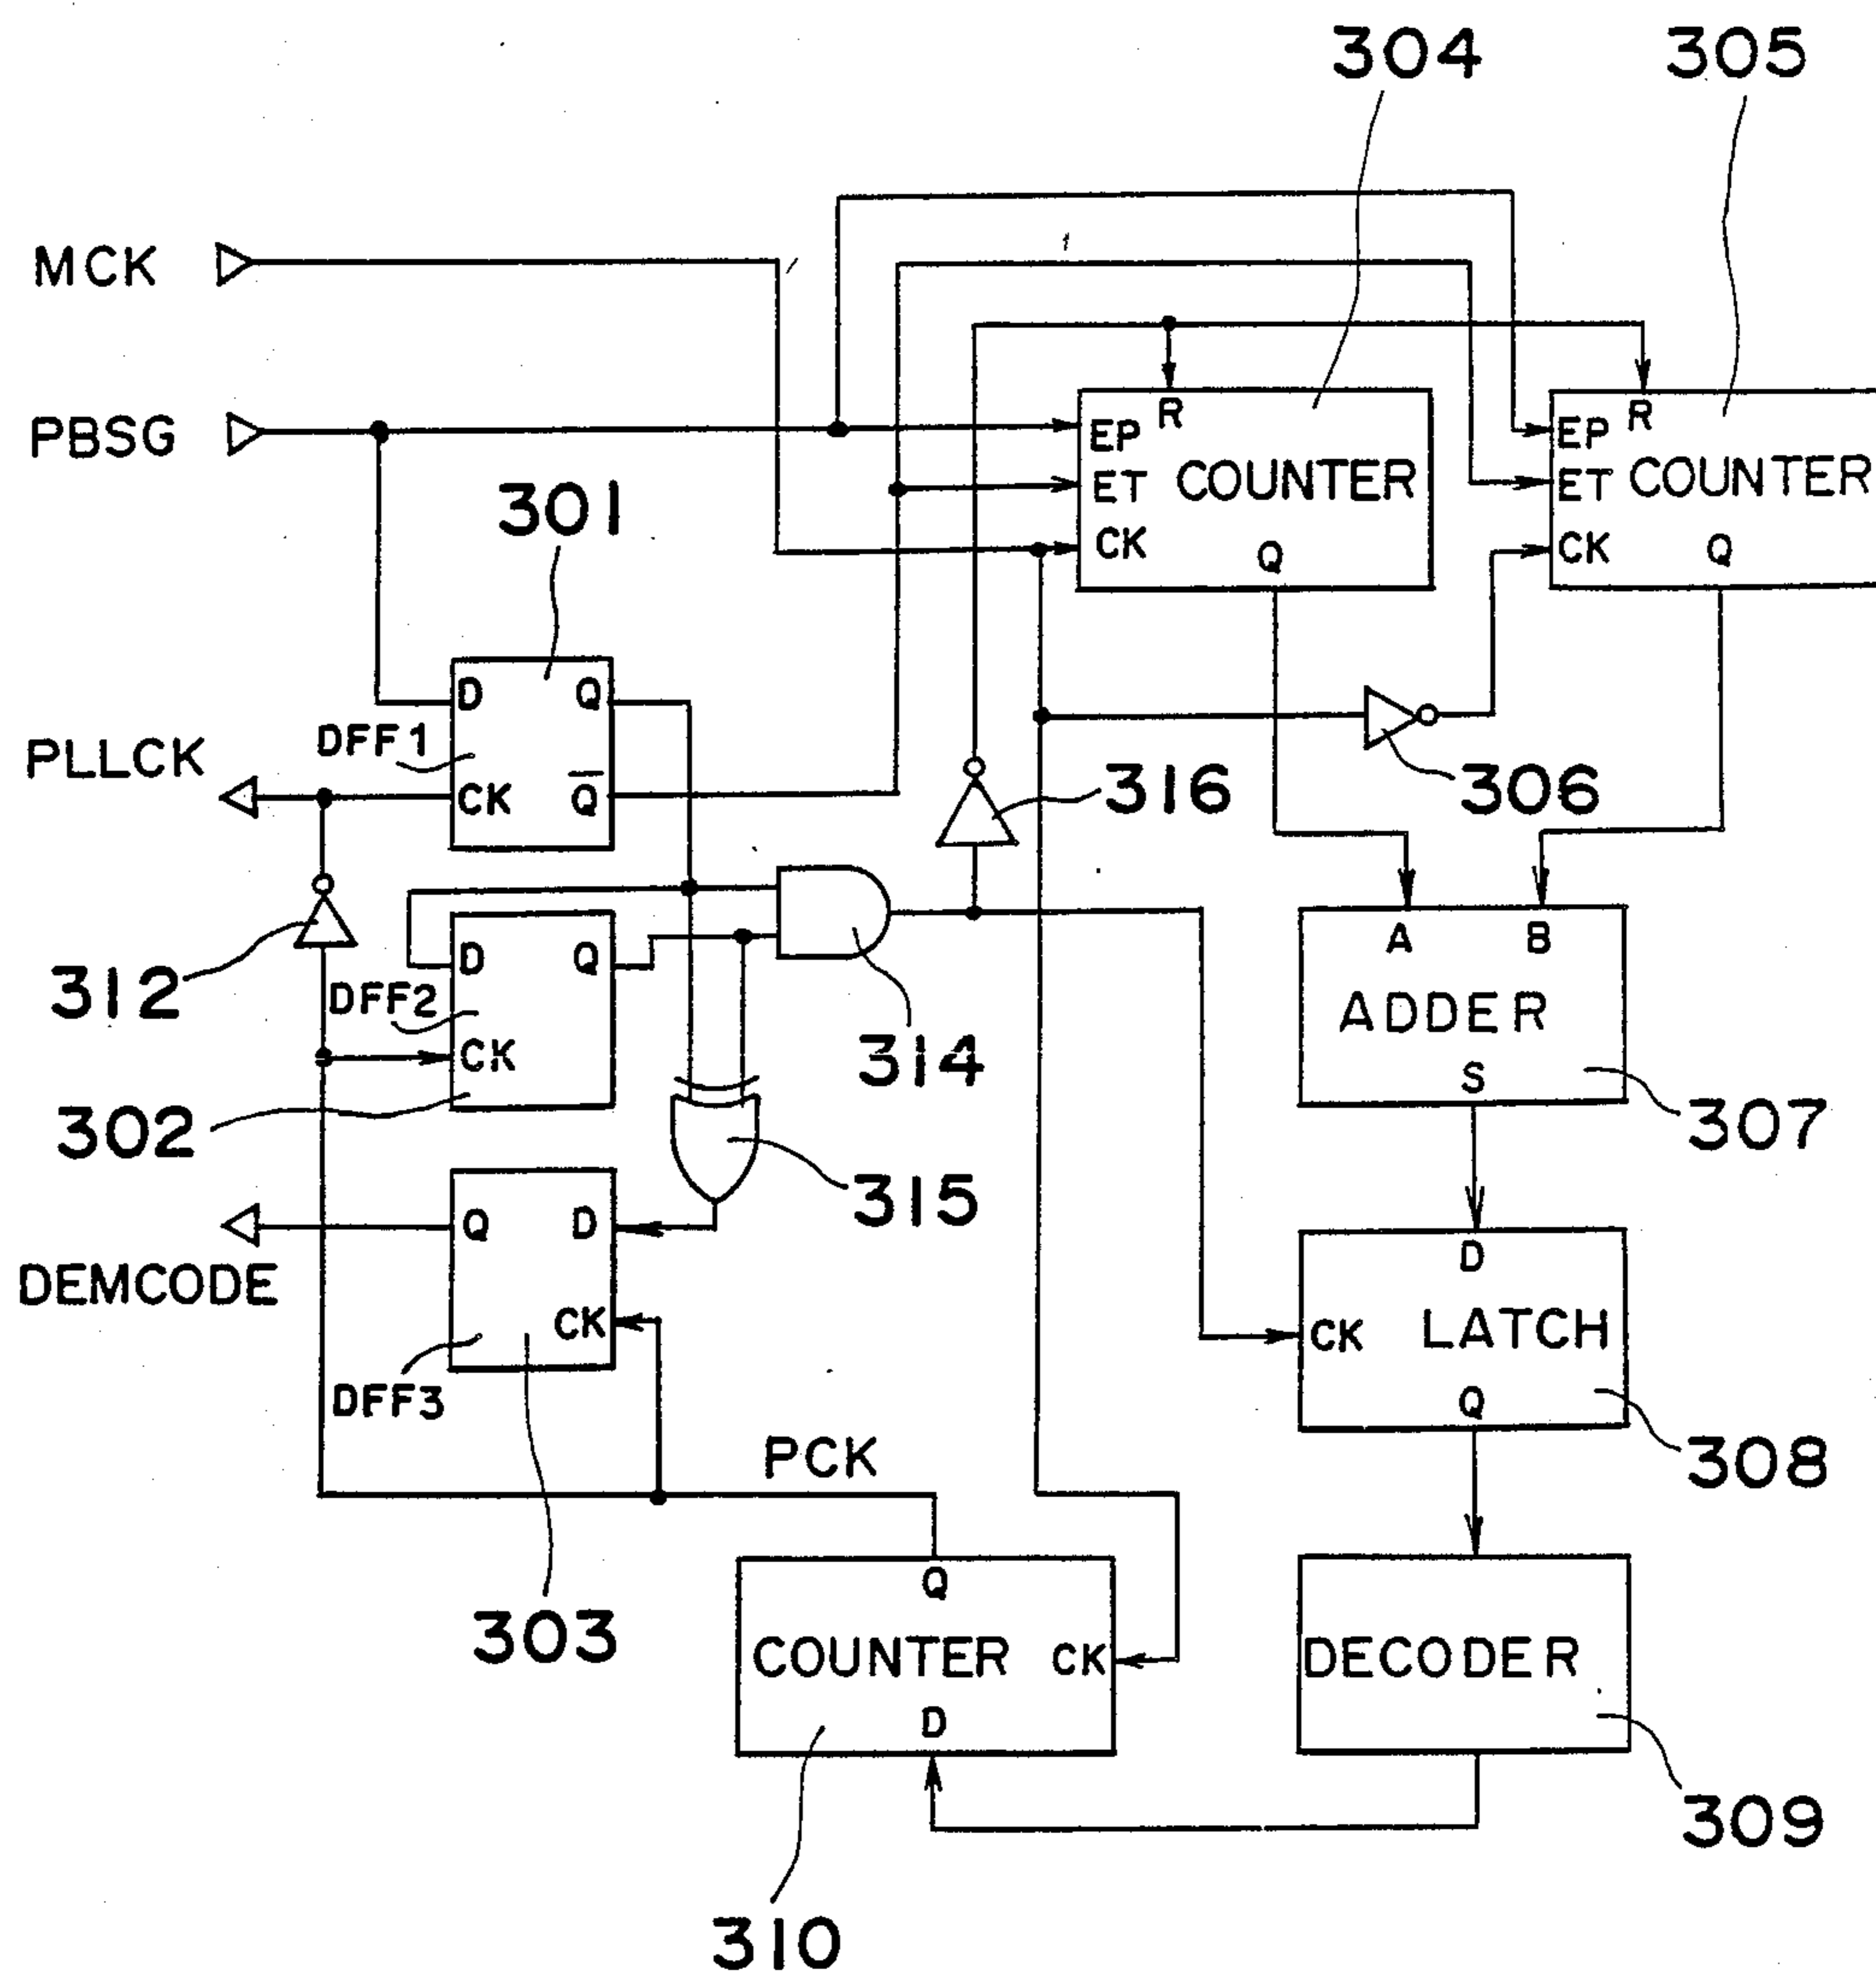 304
305
MCK
PBSG
EP
R
ET
COUNTER
CK
Q
EP
R
ET
COUNTER
CK
Q
301
D
Q
DFF1
CK
Q̅
PLLCK
316
306
312
D
Q
DFF2
CK
302
314
A
B
ADDER
S
307
315
Q
D
CK
DEMCODE
DFF3
D
CK
LATCH
Q
308
PCK
303
Q
COUNTER
CK
D
DECODER
309
310